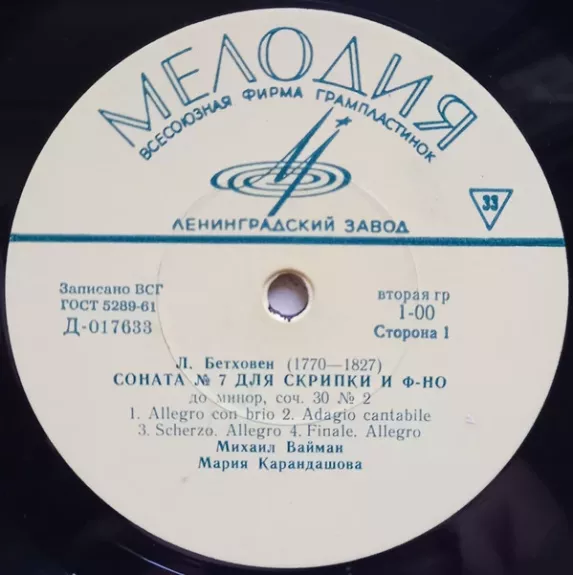 МЕЛОДИЯ
ВСЕСОЮЗНАЯ ФИРМА ГРАМПЛАСТИНОК
33
ЛЕНИНГРАДСКИЙ ЗАВОД
Записано ВСГ
ГОСТ 5289-61
Д-017633
вторая гр
1-00
Сторона 1
Л. Бетховен (1770—1827)
СОНАТА № 7 ДЛЯ СКРИПКИ И Ф-НО
до минор, соч. 30 № 2
1. Allegro con brio 2. Adagio cantabile
3. Scherzo. Allegro 4. Finale. Allegro
Михаил Вайман
Мария Карандашова